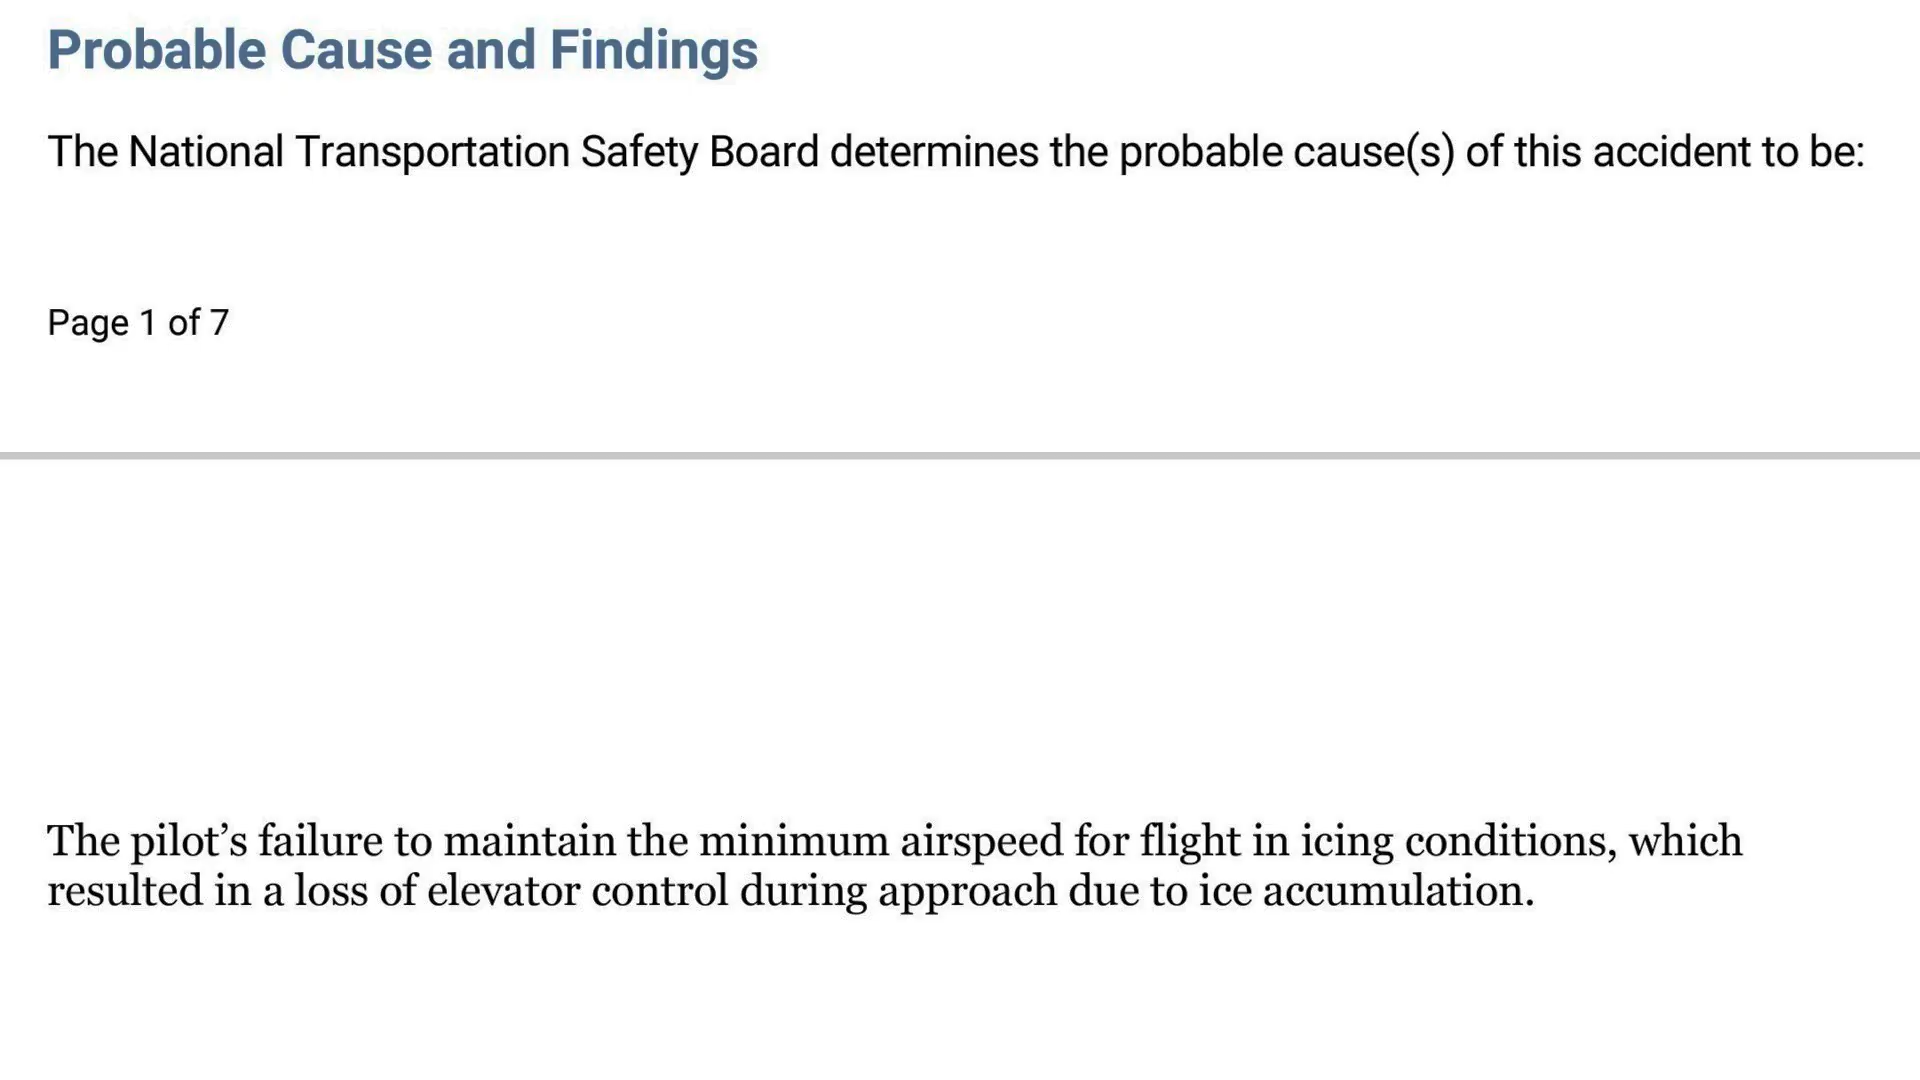 Probable Cause and Findings
The National Transportation Safety Board determines the probable cause(s) of this accident to be:
Page 1 of 7
The pilot’s failure to maintain the minimum airspeed for flight in icing conditions, which
resulted in a loss of elevator control during approach due to ice accumulation.